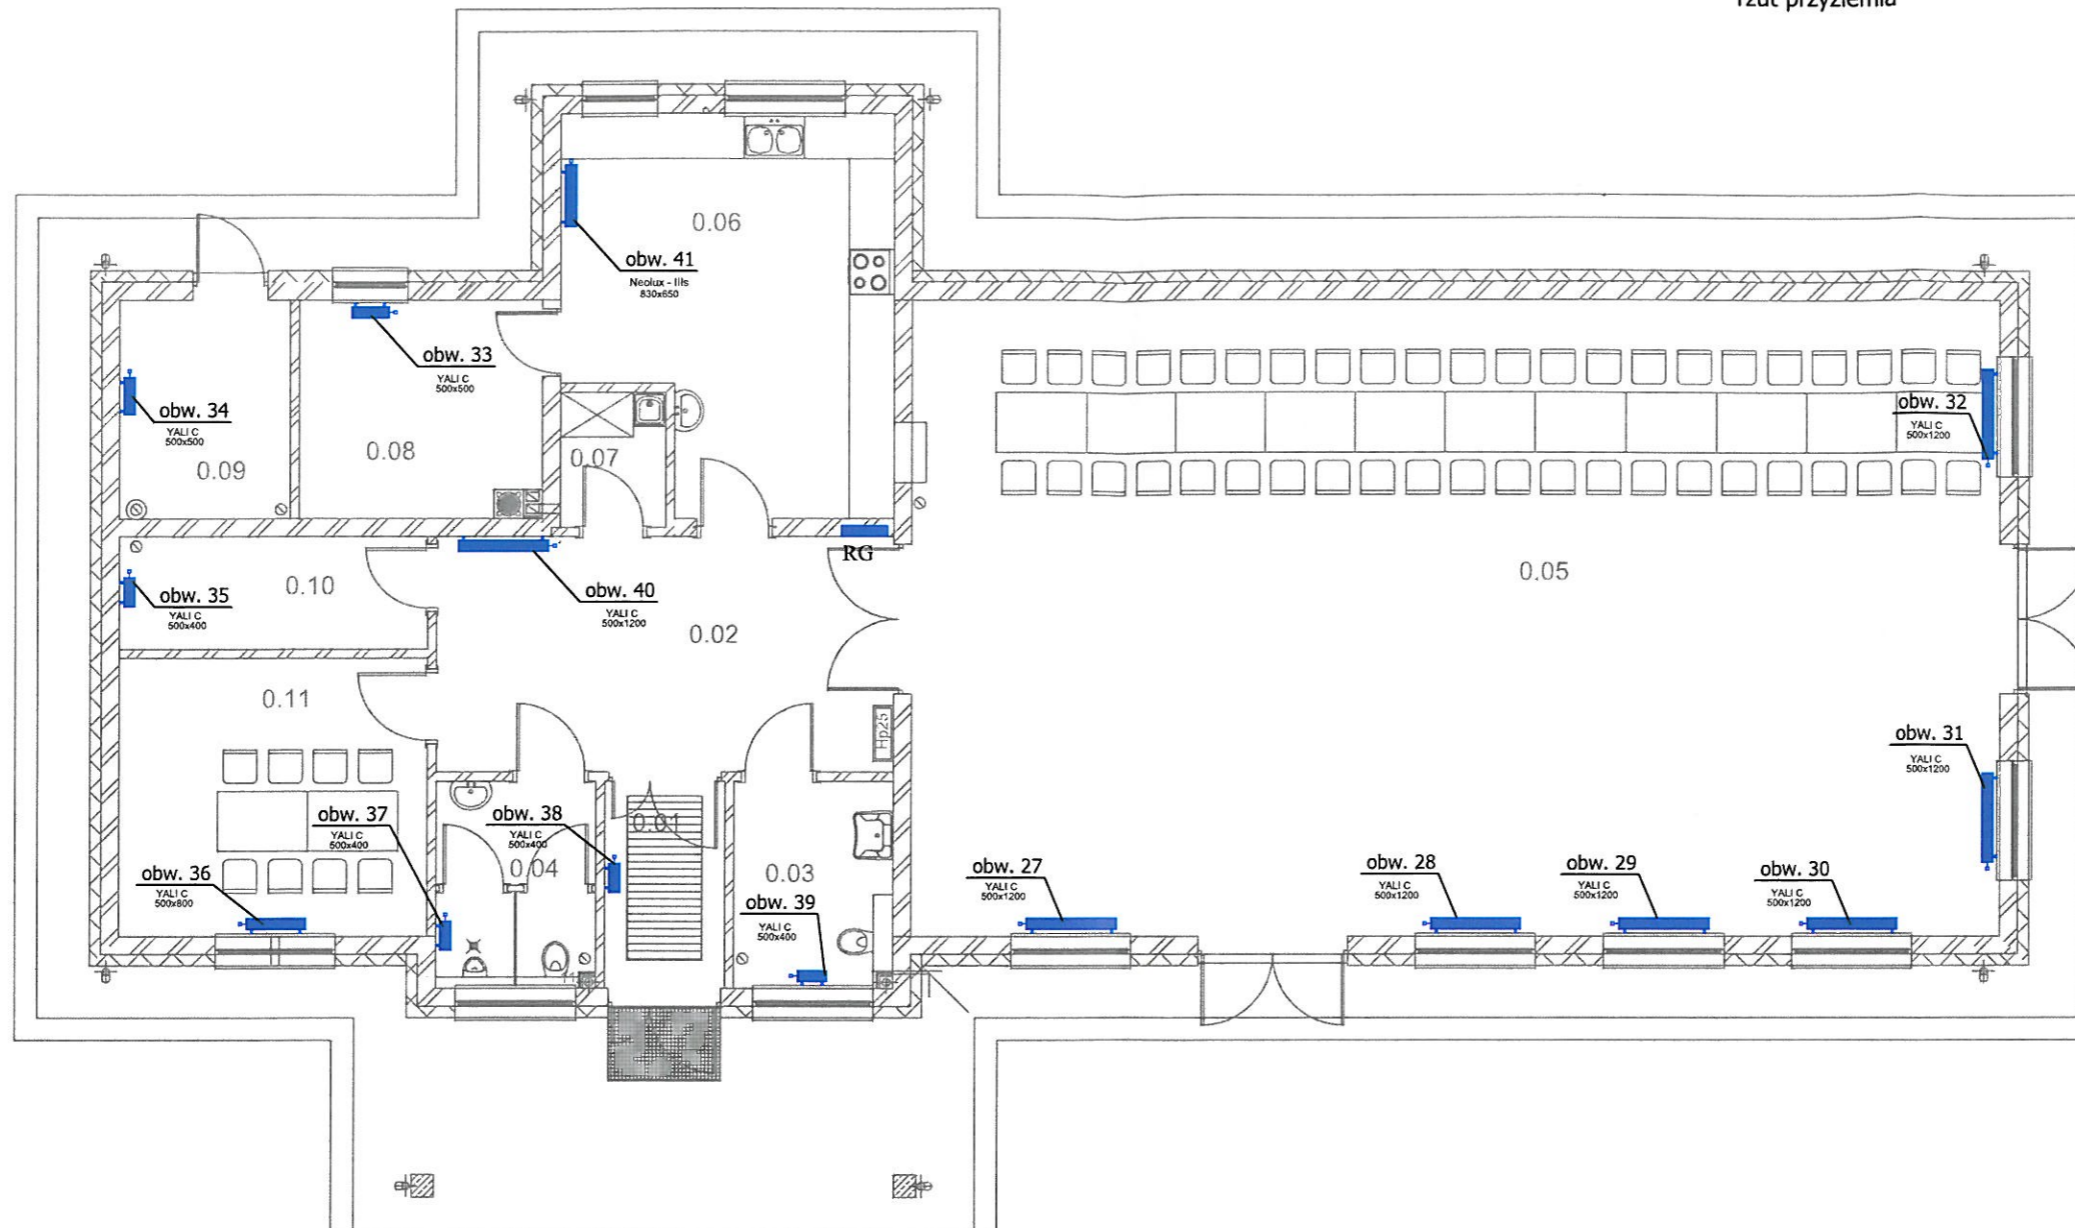 rzut przyziemia
0.06
obw. 41
Neolux - IIIs
830x650
obw. 33
YALI C
500x500
obw. 34
YALI C
500x500
0.09
0.08
0.07
obw. 32
YALI C
500x1200
RG
0.05
0.10
obw. 35
YALI C
500x400
obw. 40
YALI C
500x1200
0.02
0.11
Hp25
obw. 31
YALI C
500x1200
obw. 37
YALI C
500x400
obw. 38
YALI C
500x400
0.01
0.04
0.03
obw. 36
YALI C
500x800
obw. 39
YALI C
500x400
obw. 27
YALI C
500x1200
obw. 28
YALI C
500x1200
obw. 29
YALI C
500x1200
obw. 30
YALI C
500x1200